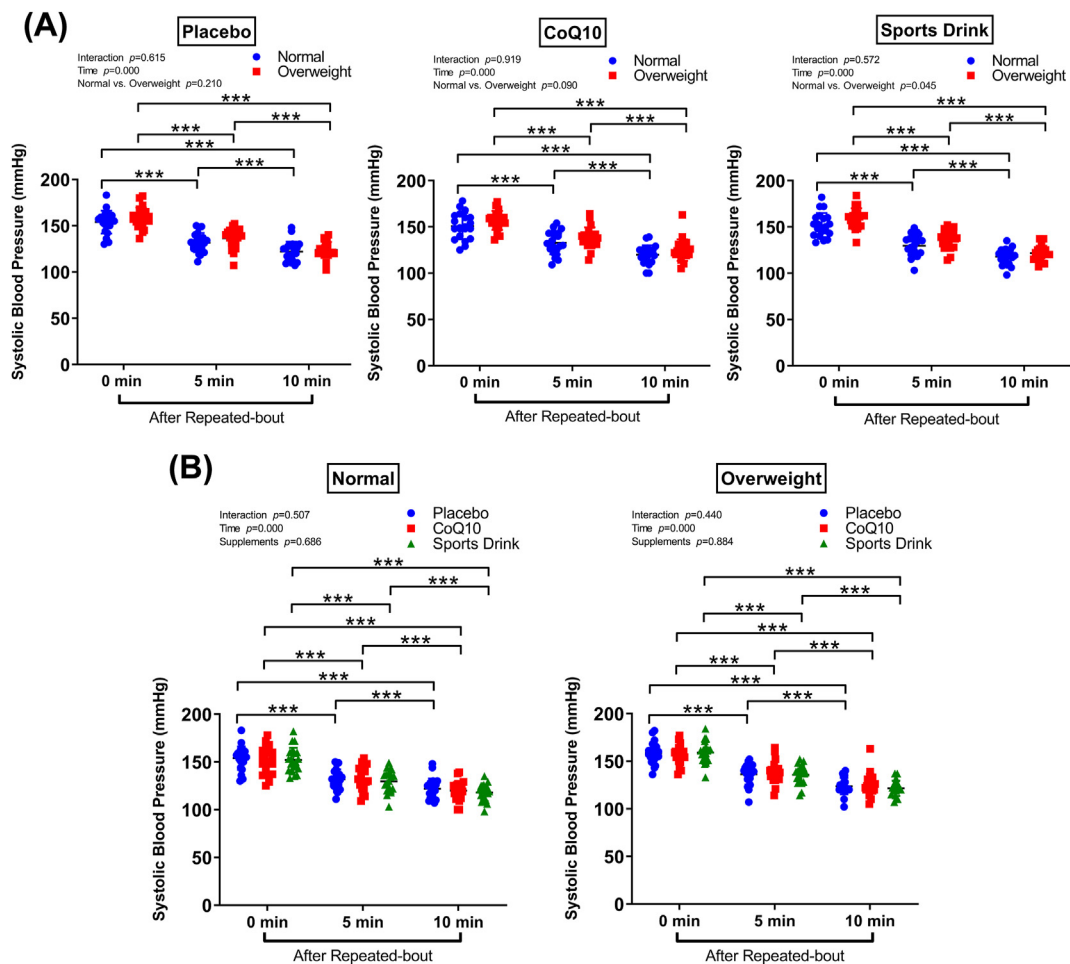 (A)
Placebo
Interaction p=0.615
Time p=0.000
Normal vs. Overweight p=0.210
Normal
Overweight
***
***
***
***
***
***
Systolic Blood Pressure (mmHg)
200
150
100
50
0
0 min 5 min 10 min
After Repeated-bout
CoQ10
Interaction p=0.919
Time p=0.000
Normal vs. Overweight p=0.090
Normal
Overweight
***
***
***
***
***
***
Systolic Blood Pressure (mmHg)
200
150
100
50
0
0 min 5 min 10 min
After Repeated-bout
Sports Drink
Interaction p=0.572
Time p=0.000
Normal vs. Overweight p=0.045
Normal
Overweight
***
***
***
***
***
***
Systolic Blood Pressure (mmHg)
200
150
100
50
0
0 min 5 min 10 min
After Repeated-bout
(B)
Normal
Interaction p=0.507
Time p=0.000
Supplements p=0.686
Placebo
CoQ10
Sports Drink
***
***
***
***
***
***
***
***
***
Systolic Blood Pressure (mmHg)
200
150
100
50
0
0 min 5 min 10 min
After Repeated-bout
Overweight
Interaction p=0.440
Time p=0.000
Supplements p=0.884
Placebo
CoQ10
Sports Drink
***
***
***
***
***
***
***
***
***
Systolic Blood Pressure (mmHg)
200
150
100
50
0
0 min 5 min 10 min
After Repeated-bout